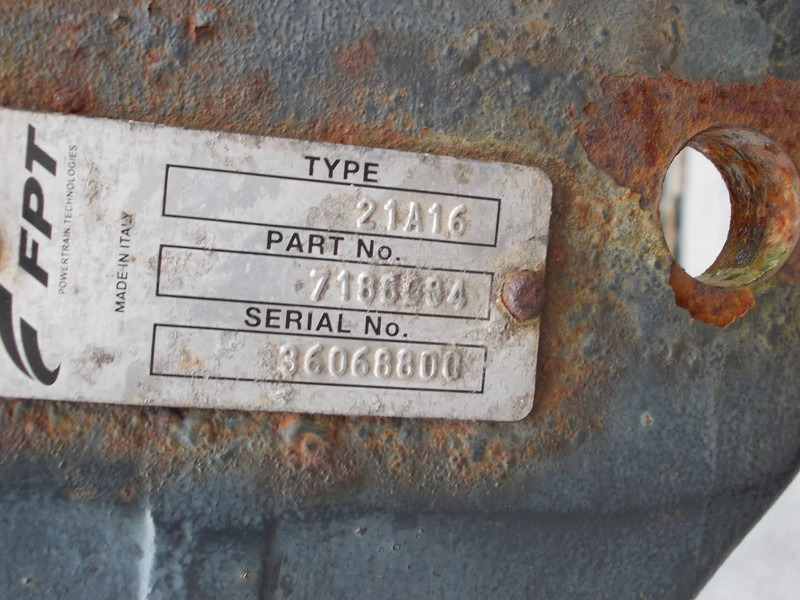 FPT
POWERTRAIN TECHNOLOGIES
MADE IN ITALY
TYPE
21A16
PART No.
SERIAL No.
36068800